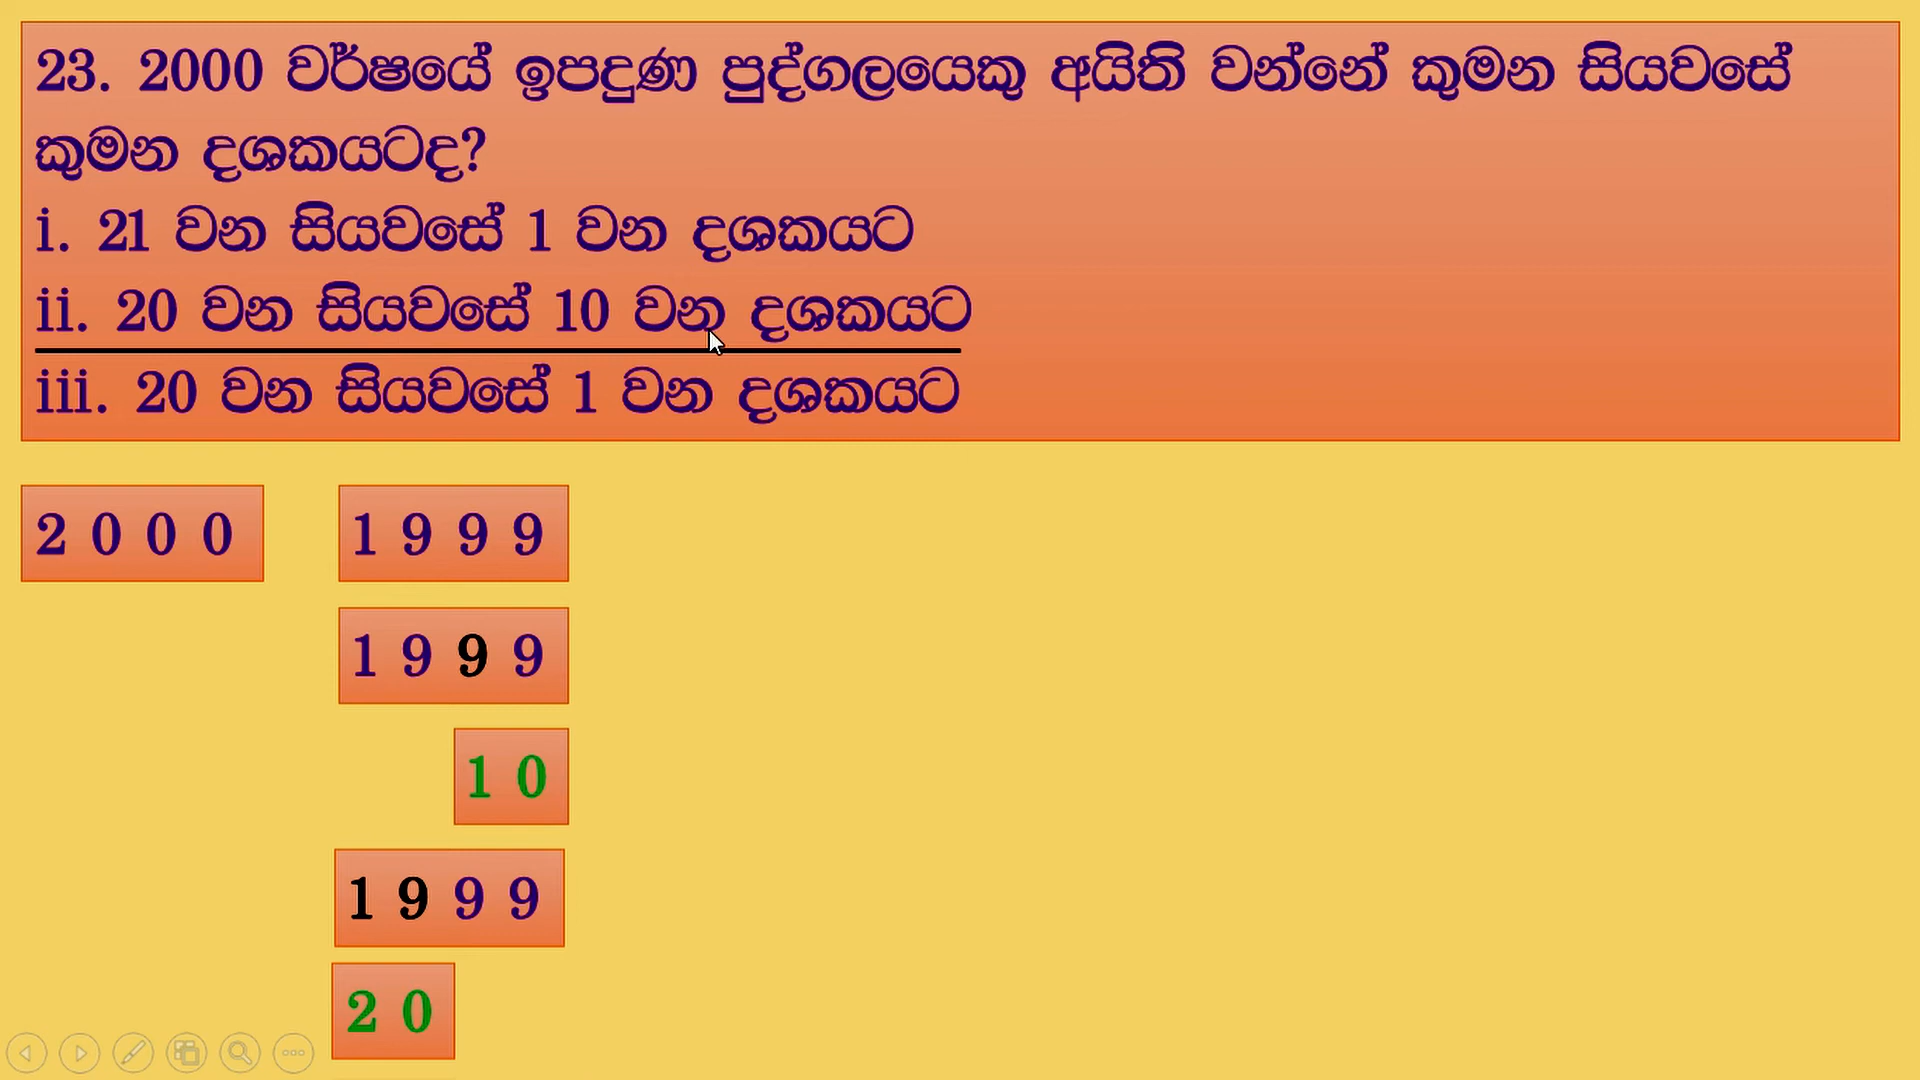 23. 2000 වර්ෂයේ ඉපදුණ පුද්ගලයෙකු අයිති වන්නේ කුමන සියවසේ
කුමන දශකයටද?
i. 21 වන සියවසේ 1 වන දශකයට
ii. 20 වන සියවසේ 10 වන දශකයට
iii. 20 වන සියවසේ 1 වන දශකයට
2 0 0 0
1 9 9 9
1 9 9 9
1 0
1 9 9 9
2 0